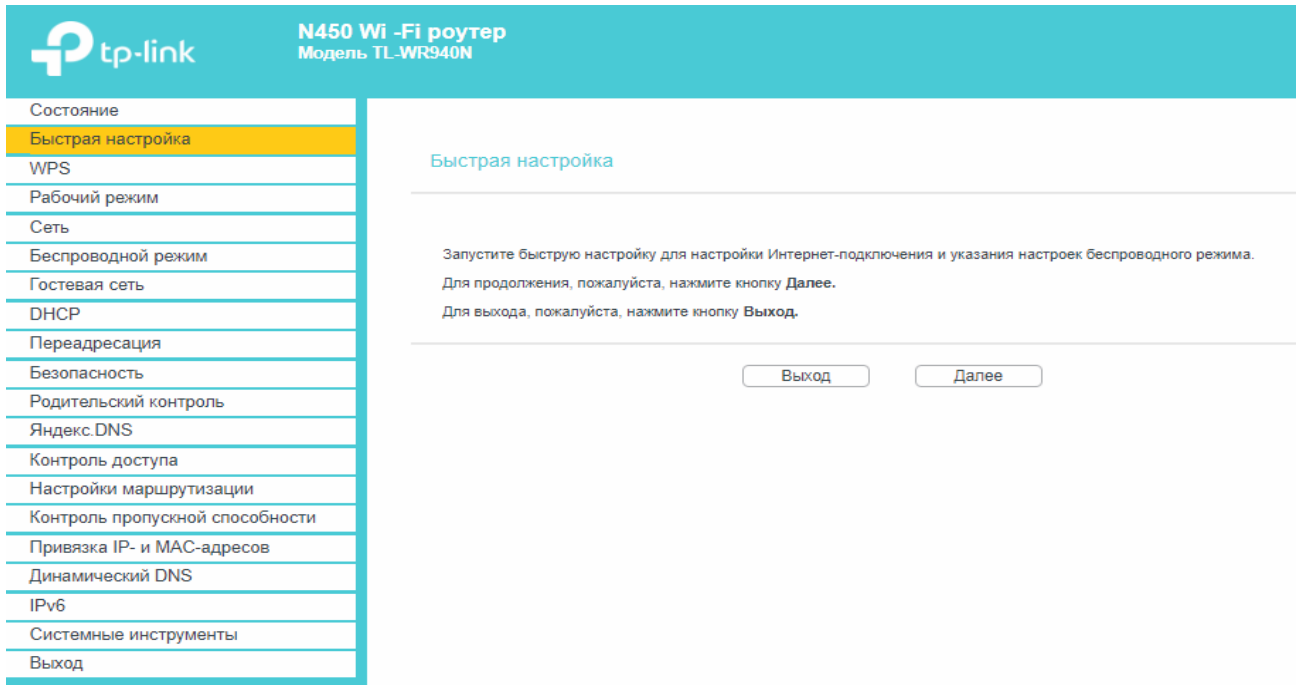 tp-link
N450 Wi -Fi роутер
Модель TL-WR940N
Состояние
Быстрая настройка
WPS
Рабочий режим
Сеть
Беспроводной режим
Гостевая сеть
DHCP
Переадресация
Безопасность
Родительский контроль
Яндекс.DNS
Контроль доступа
Настройки маршрутизации
Контроль пропускной способности
Привязка IP- и MAC-адресов
Динамический DNS
IPv6
Системные инструменты
Выход
Быстрая настройка
Запустите быструю настройку для настройки Интернет-подключения и указания настроек беспроводного режима.
Для продолжения, пожалуйста, нажмите кнопку Далее.
Для выхода, пожалуйста, нажмите кнопку Выход.
Выход Далее